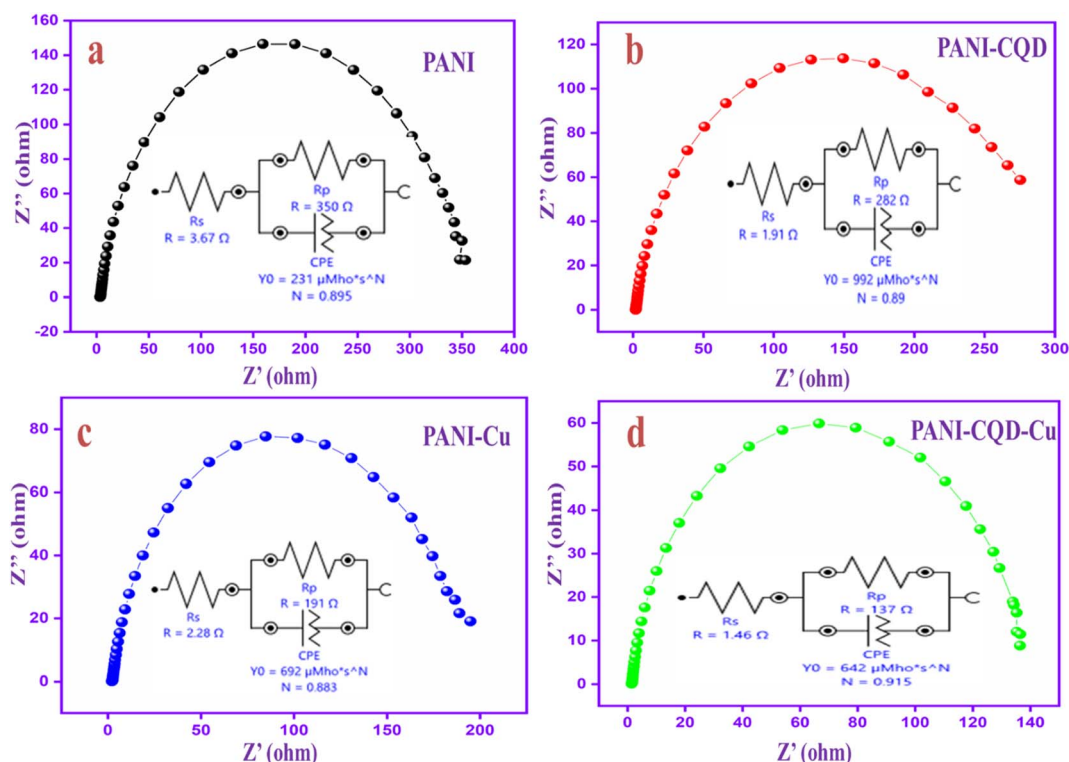 a
PANI
Z’’ (ohm)
160
140
120
100
80
60
40
20
0
-20
Rs
R = 3.67 Ω
Rp
R = 350 Ω
CPE
Y0 = 231 µMho*s^N
N = 0.895
0 50 100 150 200 250 300 350 400
Z’ (ohm)
b
PANI-CQD
Z’’ (ohm)
120
100
80
60
40
20
0
Rs
R = 1.91 Ω
Rp
R = 282 Ω
CPE
Y0 = 992 µMho*s^N
N = 0.89
0 50 100 150 200 250 300
Z’ (ohm)
c
PANI-Cu
Z’’ (ohm)
80
60
40
20
0
Rs
R = 2.28 Ω
Rp
R = 191 Ω
CPE
Y0 = 692 µMho*s^N
N = 0.883
0 50 100 150 200
Z’ (ohm)
d
PANI-CQD-Cu
Z’’ (ohm)
60
50
40
30
20
10
0
Rs
R = 1.46 Ω
Rp
R = 137 Ω
CPE
Y0 = 642 µMho*s^N
N = 0.915
0 20 40 60 80 100 120 140
Z’ (ohm)